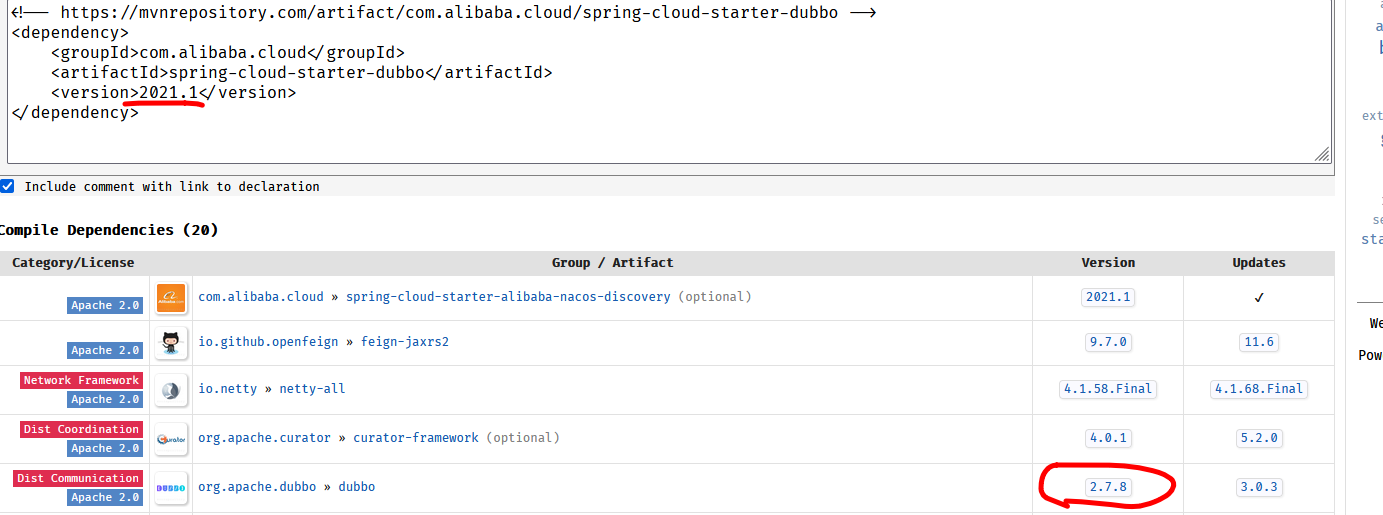 <!-- https://mvnrepository.com/artifact/com.alibaba.cloud/spring-cloud-starter-dubbo -->
<dependency>
    <groupId>com.alibaba.cloud</groupId>
    <artifactId>spring-cloud-starter-dubbo</artifactId>
    <version>2021.1</version>
</dependency>
Include comment with link to declaration
Compile Dependencies (20)
Category/License Group / Artifact Version Updates
Apache 2.0 com.alibaba.cloud » spring-cloud-starter-alibaba-nacos-discovery (optional) 2021.1 ✓
Apache 2.0 io.github.openfeign » feign-jaxrs2 9.7.0 11.6
Network Framework
Apache 2.0 io.netty » netty-all 4.1.58.Final 4.1.68.Final
Dist Coordination
Apache 2.0 org.apache.curator » curator-framework (optional) 4.0.1 5.2.0
Dist Communication
Apache 2.0 org.apache.dubbo » dubbo 2.7.8 3.0.3
ext
sta
We
Pow